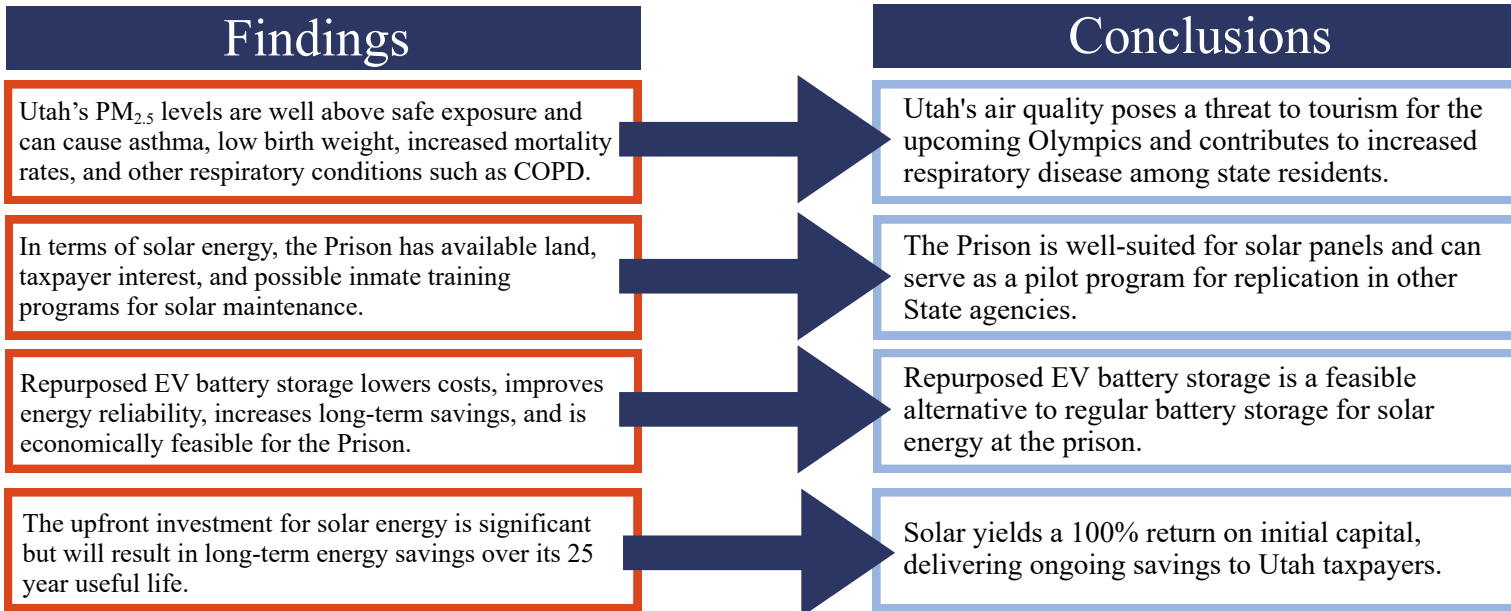 Findings
Conclusions
Utah’s PM2.5 levels are well above safe exposure and
can cause asthma, low birth weight, increased mortality
rates, and other respiratory conditions such as COPD.
Utah's air quality poses a threat to tourism for the
upcoming Olympics and contributes to increased
respiratory disease among state residents.
In terms of solar energy, the Prison has available land,
taxpayer interest, and possible inmate training
programs for solar maintenance.
The Prison is well-suited for solar panels and can
serve as a pilot program for replication in other
State agencies.
Repurposed EV battery storage lowers costs, improves
energy reliability, increases long-term savings, and is
economically feasible for the Prison.
Repurposed EV battery storage is a feasible
alternative to regular battery storage for solar
energy at the prison.
The upfront investment for solar energy is significant
but will result in long-term energy savings over its 25
year useful life.
Solar yields a 100% return on initial capital,
delivering ongoing savings to Utah taxpayers.